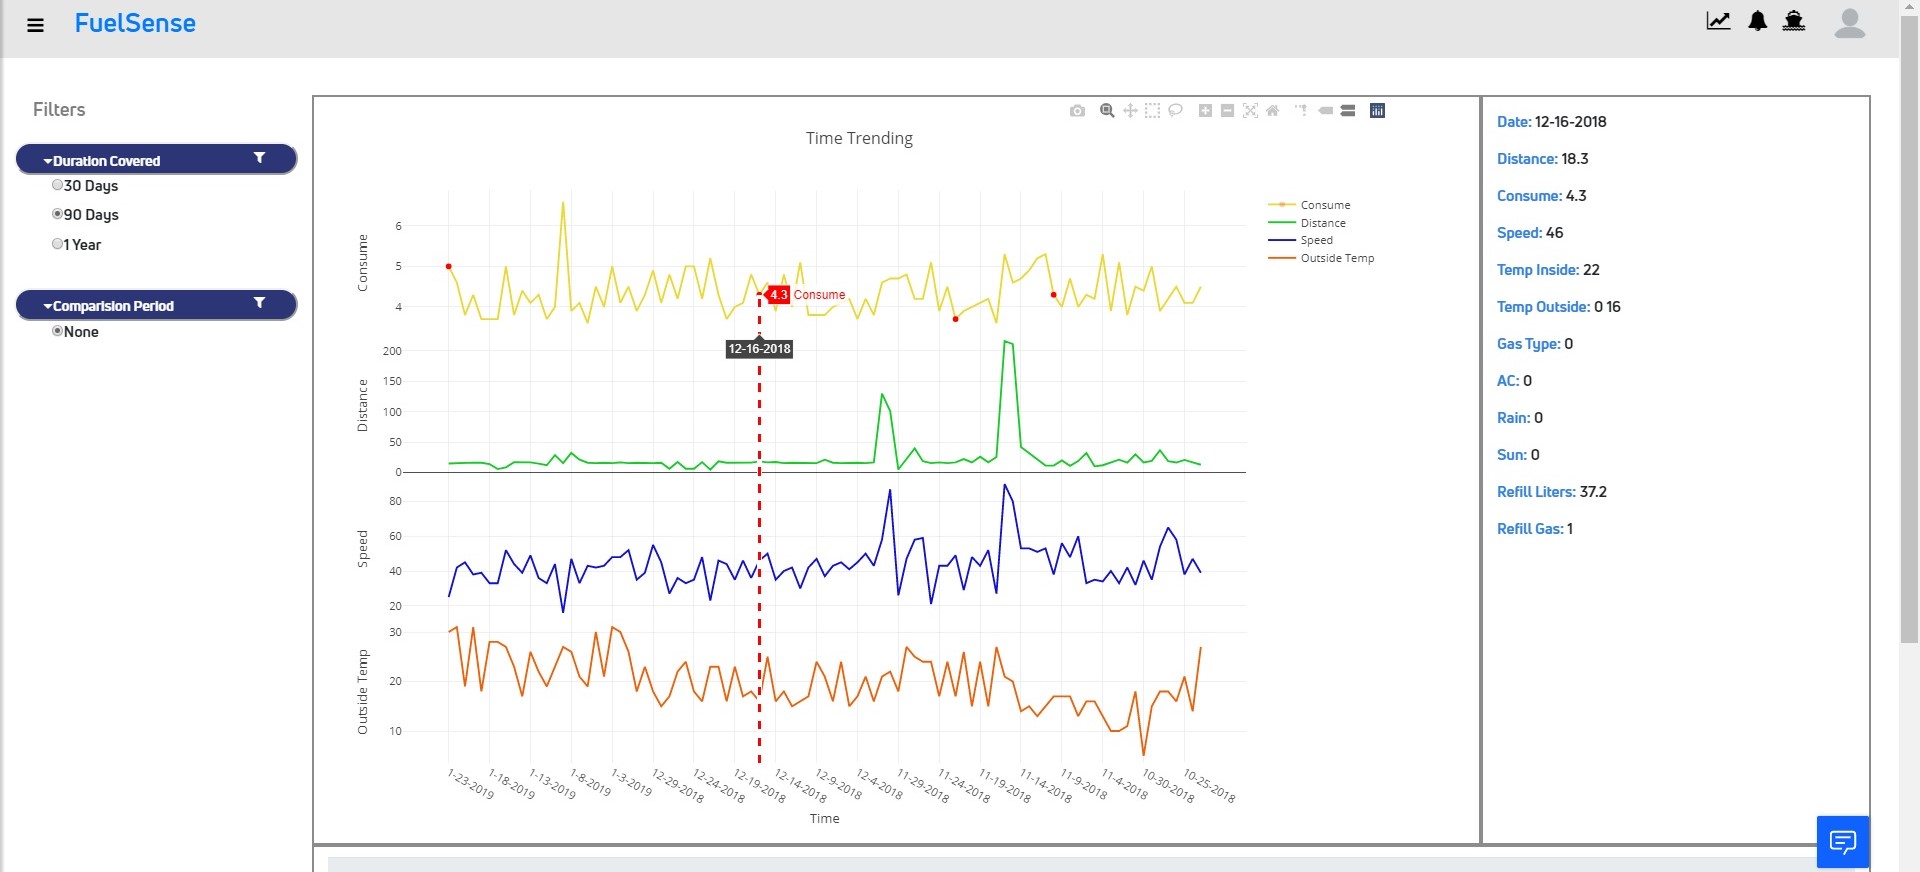 FuelSense
Filters
Duration Covered
30 Days
90 Days
1 Year
Comparision Period
None
Time Trending
Consume
6
5
4
4.3 Consume
12-16-2018
Distance
200
150
100
50
0
Speed
80
60
40
20
Outside Temp
30
20
10
1-23-2019
1-18-2019
1-13-2019
1-8-2019
1-3-2019
12-29-2018
12-24-2018
12-19-2018
12-14-2018
12-9-2018
12-4-2018
11-29-2018
11-24-2018
11-19-2018
11-14-2018
11-9-2018
11-4-2018
10-30-2018
10-25-2018
Time
Consume
Distance
Speed
Outside Temp
Date: 12-16-2018
Distance: 18.3
Consume: 4.3
Speed: 46
Temp Inside: 22
Temp Outside: 0 16
Gas Type: 0
AC: 0
Rain: 0
Sun: 0
Refill Liters: 37.2
Refill Gas: 1